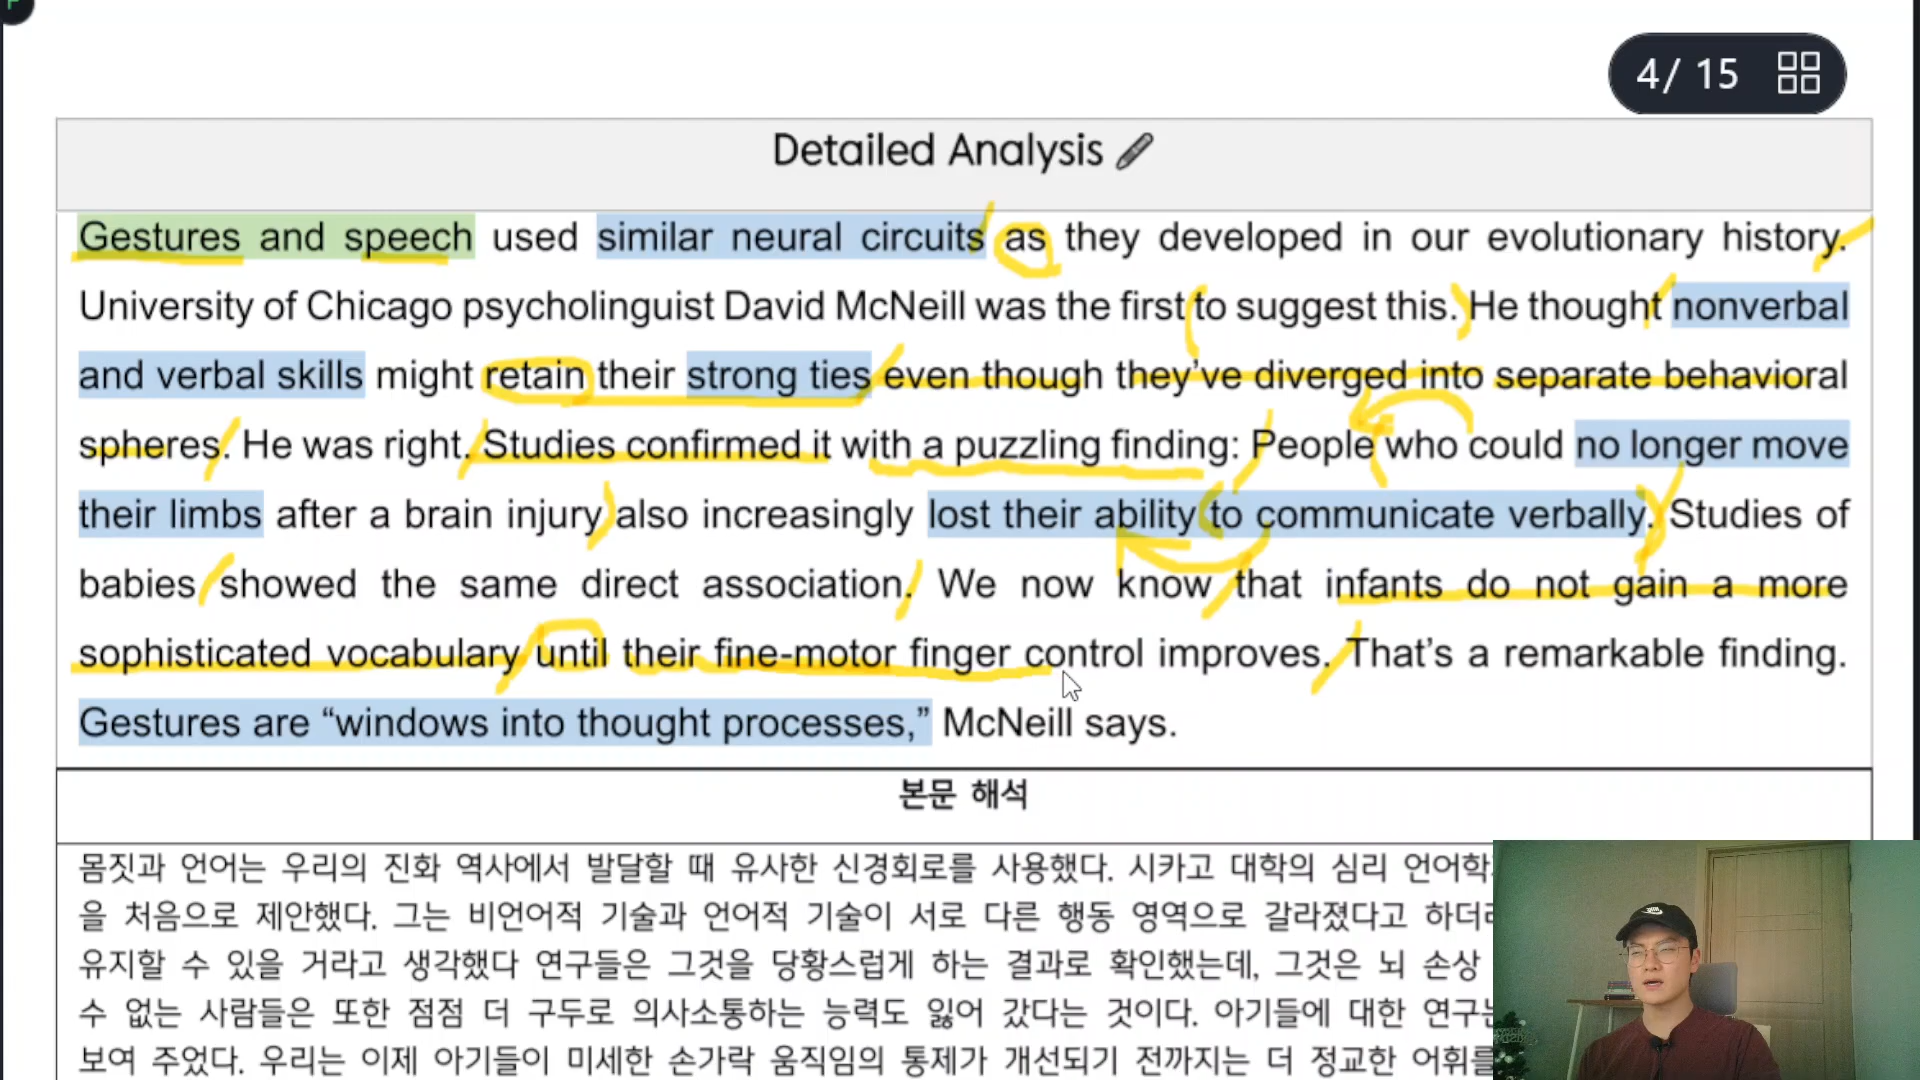 4/ 15
Detailed Analysis
Gestures and speech used similar neural circuits as they developed in our evolutionary history.
University of Chicago psycholinguist David McNeill was the first to suggest this. He thought nonverbal
and verbal skills might retain their strong ties even though they've diverged into separate behavioral
spheres. He was right. Studies confirmed it with a puzzling finding: People who could no longer move
their limbs after a brain injury also increasingly lost their ability to communicate verbally. Studies of
babies showed the same direct association. We now know that infants do not gain a more
sophisticated vocabulary until their fine-motor finger control improves. That's a remarkable finding.
Gestures are “windows into thought processes,” McNeill says.
본문 해석
몸짓과 언어는 우리의 진화 역사에서 발달할 때 유사한 신경회로를 사용했다. 시카고 대학의 심리 언어학
을 처음으로 제안했다. 그는 비언어적 기술과 언어적 기술이 서로 다른 행동 영역으로 갈라졌다고 하더
유지할 수 있을 거라고 생각했다 연구들은 그것을 당황스럽게 하는 결과로 확인했는데, 그것은 뇌 손상
수 없는 사람들은 또한 점점 더 구두로 의사소통하는 능력도 잃어 갔다는 것이다. 아기들에 대한 연구
보여 주었다. 우리는 이제 아기들이 미세한 손가락 움직임의 통제가 개선되기 전까지는 더 정교한 어휘를